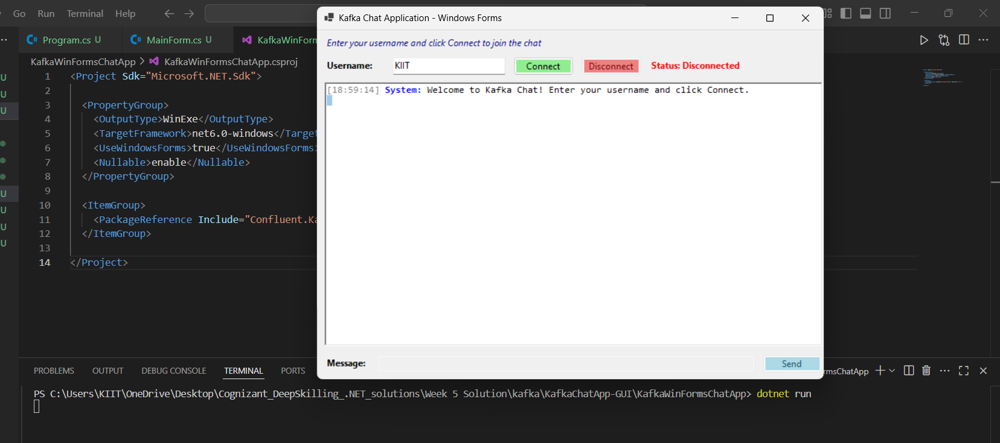 Go Run Terminal Help
Kafka Chat Application - Windows Forms
Program.cs U MainForm.cs U KafkaWinForm
KafkaWinFormsChatApp > KafkaWinFormsChatApp.csproj
1 <Project Sdk="Microsoft.NET.Sdk">
2
3 <PropertyGroup>
4 <OutputType>WinExe</OutputType>
5 <TargetFramework>net6.0-windows</Target
6 <UseWindowsForms>true</UseWindowsForms>
7 <Nullable>enable</Nullable>
8 </PropertyGroup>
9
10 <ItemGroup>
11 <PackageReference Include="Confluent.Ka
12 </ItemGroup>
13
14 </Project>
U
U
U
U
U
U
U
Enter your username and click Connect to join the chat
Username: KIIT Connect Disconnect Status: Disconnected
[18:59:14] System: Welcome to Kafka Chat! Enter your username and click Connect.
Message: Send
PROBLEMS OUTPUT DEBUG CONSOLE TERMINAL PORTS rmsChatApp
PS C:\Users\KIIT\OneDrive\Desktop\Cognizant_DeepSkilling_.NET_solutions\Week 5 Solution\kafka\KafkaChatApp-GUI\KafkaWinFormsChatApp> dotnet run